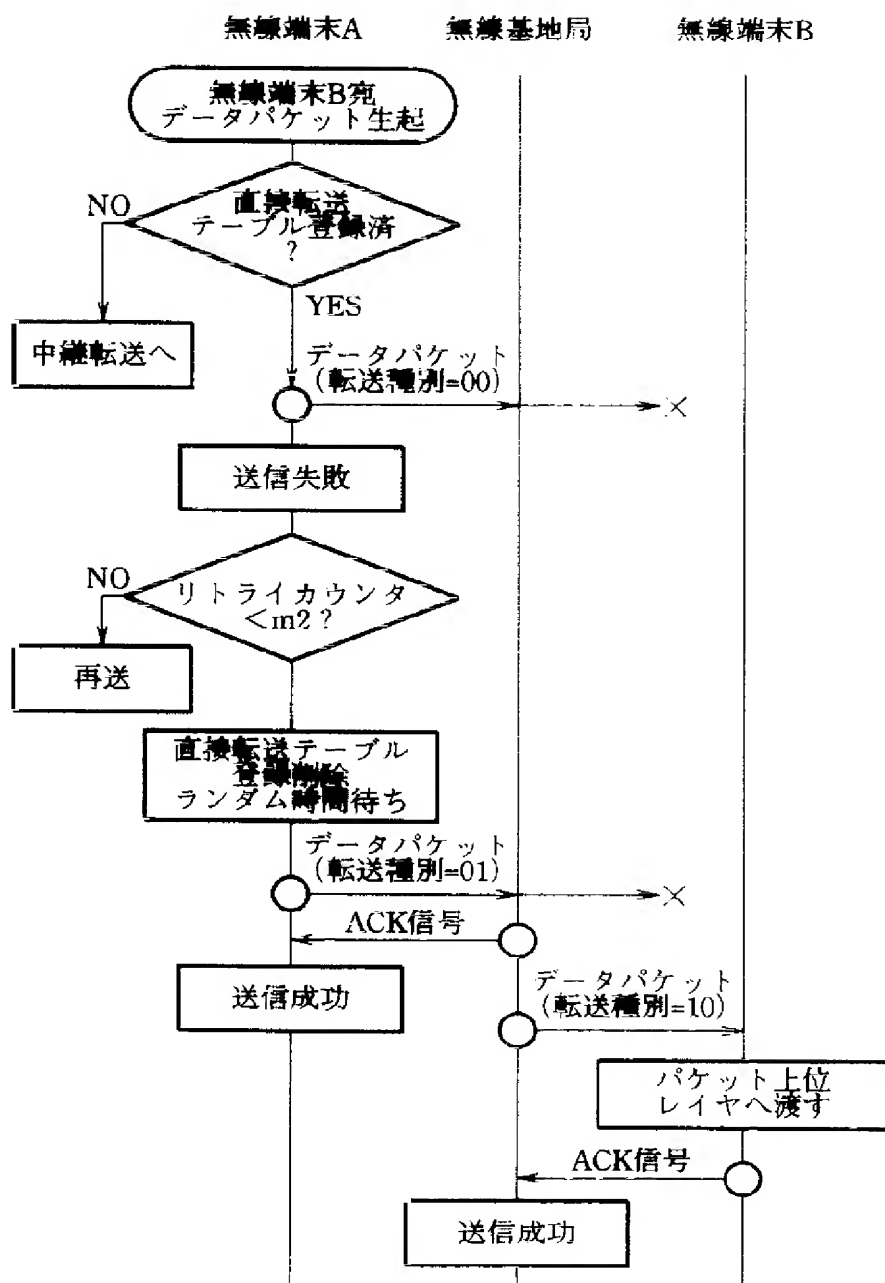 無線端末A
無線基地局
無線端末B
無線端末B宛
データパケット生起
直接転送
テーブル登録済
?
NO
YES
中継転送へ
データパケット
(転送種別=00)
×
送信失敗
リトライカウンタ
<m2?
NO
再送
直接転送テーブル
登録削除
ランダム時間待ち
データパケット
(転送種別=01)
×
ACK信号
送信成功
データパケット
(転送種別=10)
パケット上位
レイヤへ渡す
ACK信号
送信成功